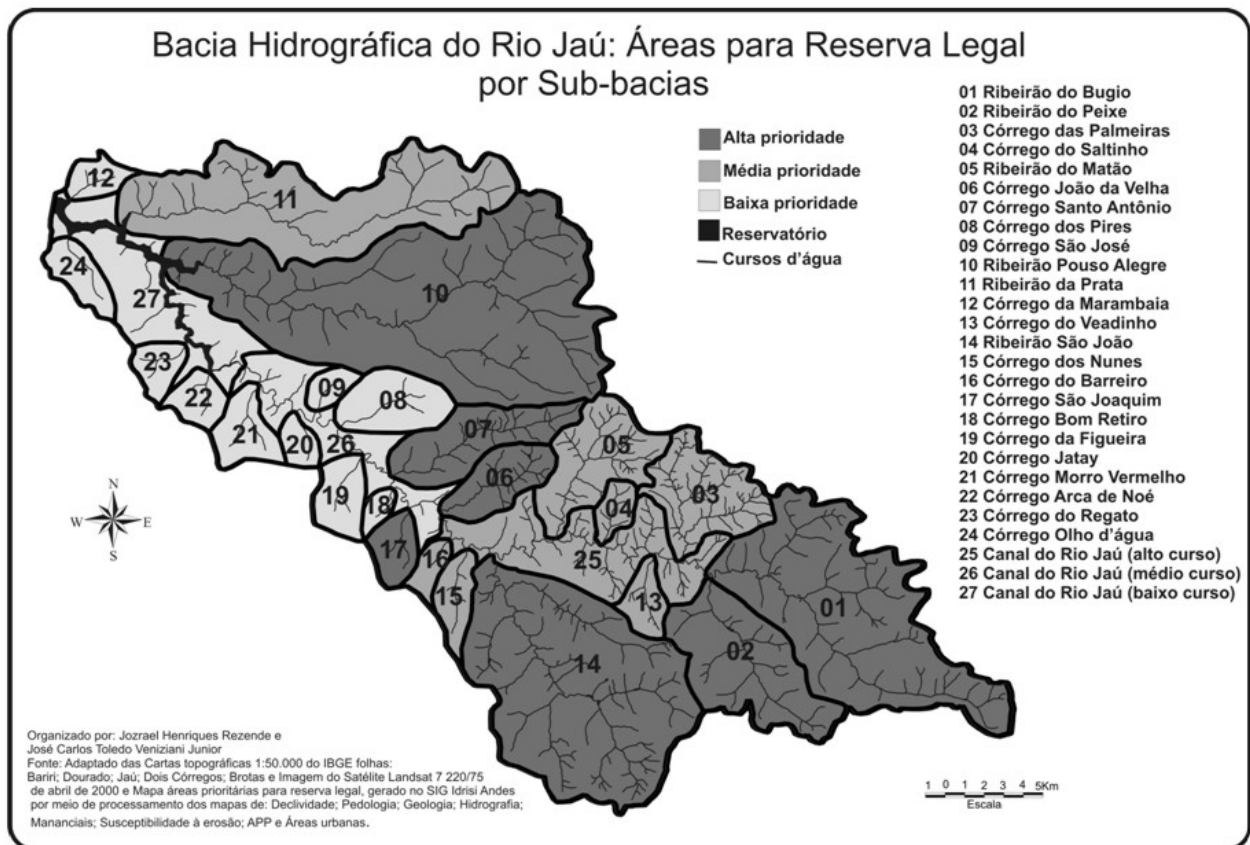 Bacia Hidrográfica do Rio Jaú: Áreas para Reserva Legal
por Sub-bacias
Alta prioridade
Média prioridade
Baixa prioridade
Reservatório
Cursos d'água
01 Ribeirão do Bugio
02 Ribeirão do Peixe
03 Córrego das Palmeiras
04 Córrego do Saltinho
05 Ribeirão do Matão
06 Córrego João da Velha
07 Córrego Santo Antônio
08 Córrego dos Pires
09 Córrego São José
10 Ribeirão Pouso Alegre
11 Ribeirão da Prata
12 Córrego da Marambaia
13 Córrego do Veadinho
14 Ribeirão São João
15 Córrego dos Nunes
16 Córrego do Barreiro
17 Córrego São Joaquim
18 Córrego Bom Retiro
19 Córrego da Figueira
20 Córrego Jatay
21 Córrego Morro Vermelho
22 Córrego Arca de Noé
23 Córrego do Regato
24 Córrego Olho d'água
25 Canal do Rio Jaú (alto curso)
26 Canal do Rio Jaú (médio curso)
27 Canal do Rio Jaú (baixo curso)
12
11
24
27
10
23
22
09
08
21
20
26
07
05
06
03
19
18
04
17
16
25
15
13
01
02
14
N
W E
S
Organizado por: Jozrael Henriques Rezende e
José Carlos Toledo Veniziani Junior
Fonte: Adaptado das Cartas topográficas 1:50.000 do IBGE folhas:
Bariri; Dourado; Jaú; Dois Córregos; Brotas e Imagem do Satélite Landsat 7 220/75
de abril de 2000 e Mapa áreas prioritárias para reserva legal, gerado no SIG Idrisi Andes
por meio de processamento dos mapas de: Declividade; Pedologia; Geologia; Hidrografia;
Mananciais; Susceptibilidade à erosão; APP e Áreas urbanas.
1 0 1 2 3 4 5Km
Escala